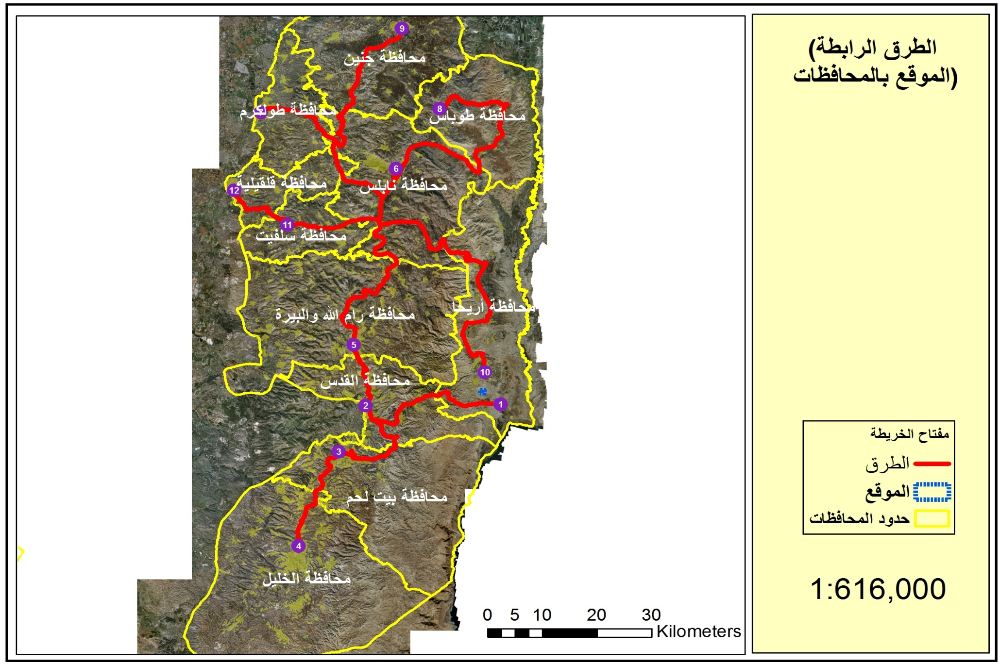 (الطرق الرابطة
الموقع بالمحافظات)
9
محافظة جنين
محافظة طولكرم
7
8
محافظة طوباس
6
محافظة نابلس
محافظة قلقيلية
12
11
محافظة سلفيت
محافظة أريحا
محافظة رام الله والبيرة
5
10
محافظة القدس
2
1
3
محافظة بيت لحم
4
محافظة الخليل
مفتاح الخريطة
الطرق
الموقع
حدود المحافظات
1:616,000
0 5 10 20 30
Kilometers